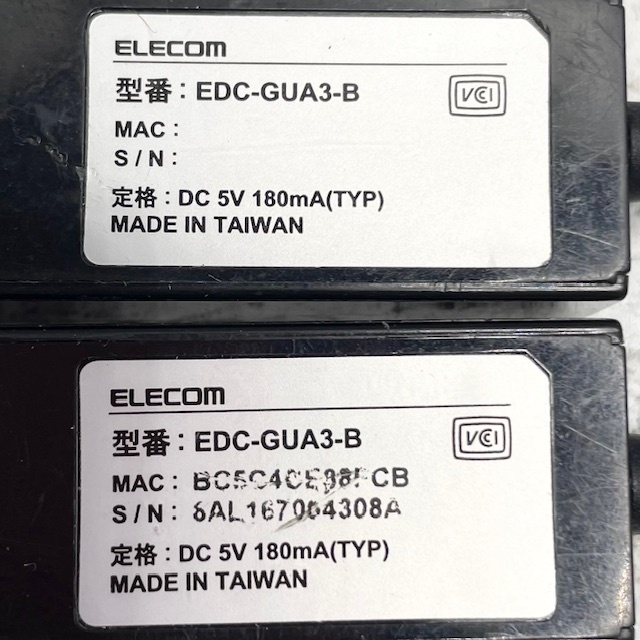 ELECOM
型番：EDC-GUA3-B
VCI
MAC：
S/N：
定格：DC 5V 180mA(TYP)
MADE IN TAIWAN
ELECOM
型番：EDC-GUA3-B
VCI
MAC：
S/N：
定格：DC 5V 180mA(TYP)
MADE IN TAIWAN